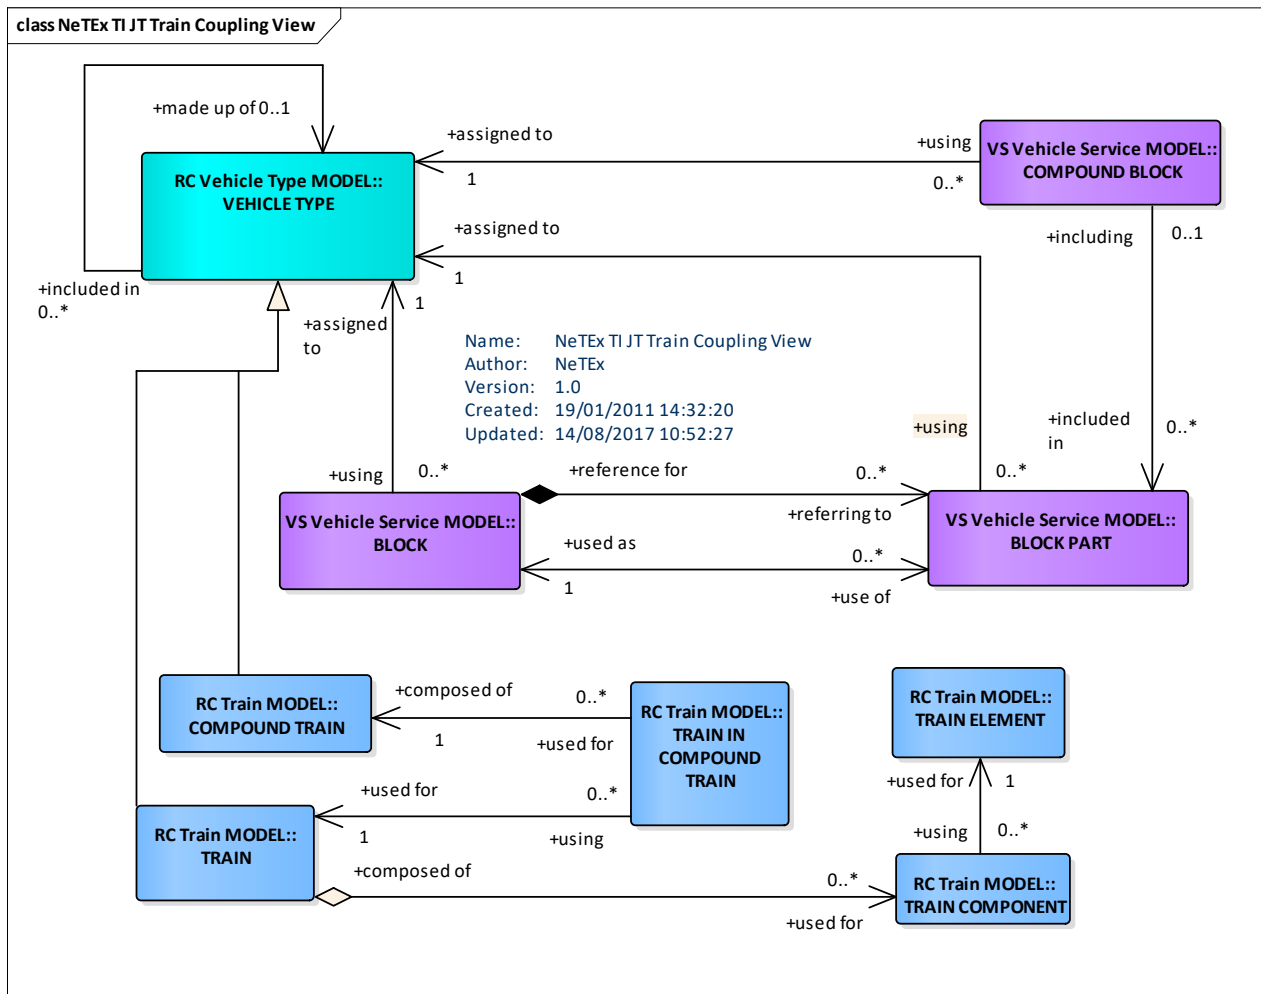 class NeTEx TI JT Train Coupling View
+made up of 0..1
+assigned to
+using
1
0..*
RC Vehicle Type MODEL::
VEHICLE TYPE
VS Vehicle Service MODEL::
COMPOUND BLOCK
+assigned to
1
+including
0..1
+included in
0..*
+assigned
to
1
Name: NeTEx TI JT Train Coupling View
Author: NeTEx
Version: 1.0
Created: 19/01/2011 14:32:20
Updated: 14/08/2017 10:52:27
+using
+included
in
0..*
+using
0..*
+reference for
0..*
0..*
+referring to
VS Vehicle Service MODEL::
BLOCK
VS Vehicle Service MODEL::
BLOCK PART
+used as
0..*
1
+use of
RC Train MODEL::
COMPOUND TRAIN
+composed of
0..*
1
+used for
RC Train MODEL::
TRAIN IN
COMPOUND
TRAIN
RC Train MODEL::
TRAIN ELEMENT
+used for
0..*
1
+using
+used for
1
+using
0..*
RC Train MODEL::
TRAIN
+composed of
0..*
+used for
RC Train MODEL::
TRAIN COMPONENT